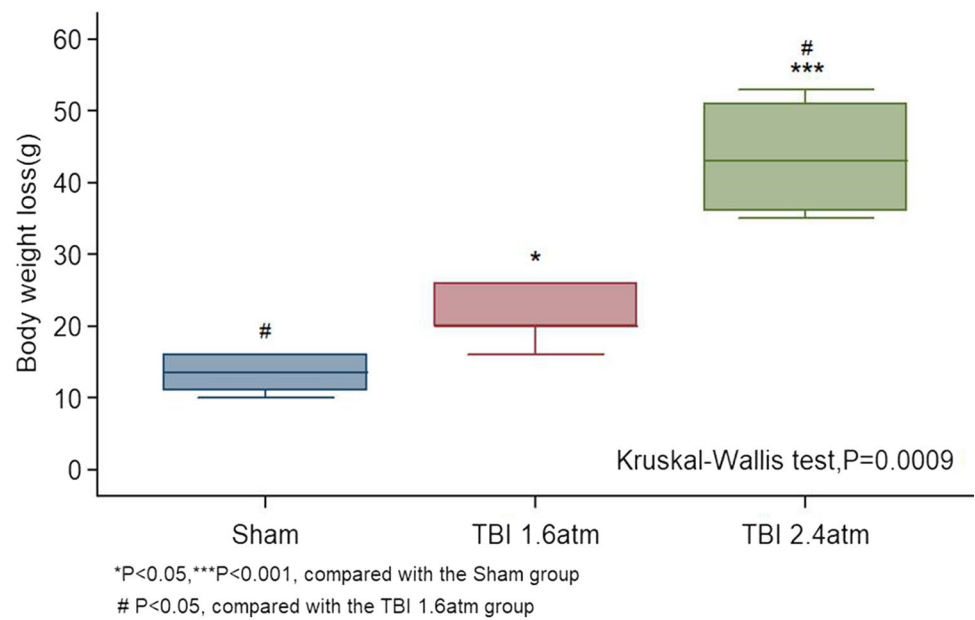 Body weight loss(g)
60
50
40
30
20
10
0
#
*
#
***
Kruskal-Wallis test,P=0.0009
Sham TBI 1.6atm TBI 2.4atm
*P<0.05,***P<0.001, compared with the Sham group
# P<0.05, compared with the TBI 1.6atm group